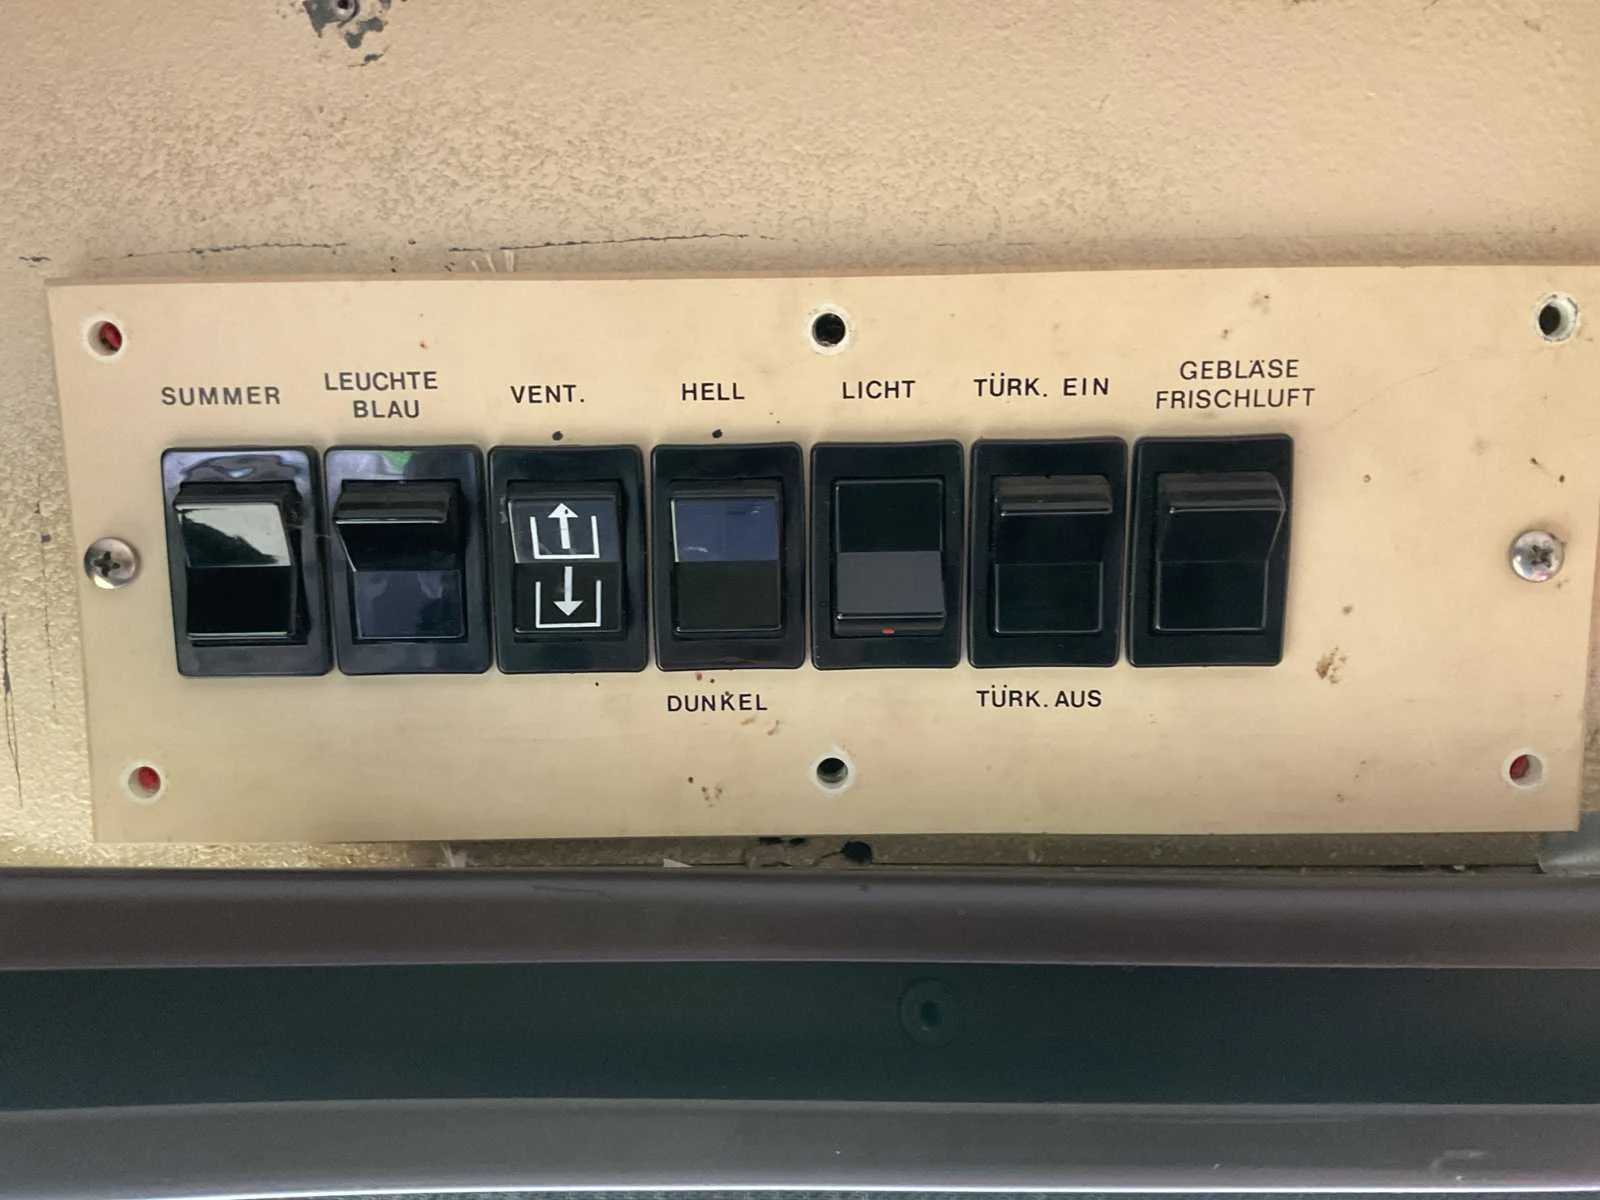 SUMMER
LEUCHTE
BLAU
VENT.
HELL
DUNKEL
LICHT
TÜRK. EIN
TÜRK. AUS
GEBLÄSE
FRISCHLUFT